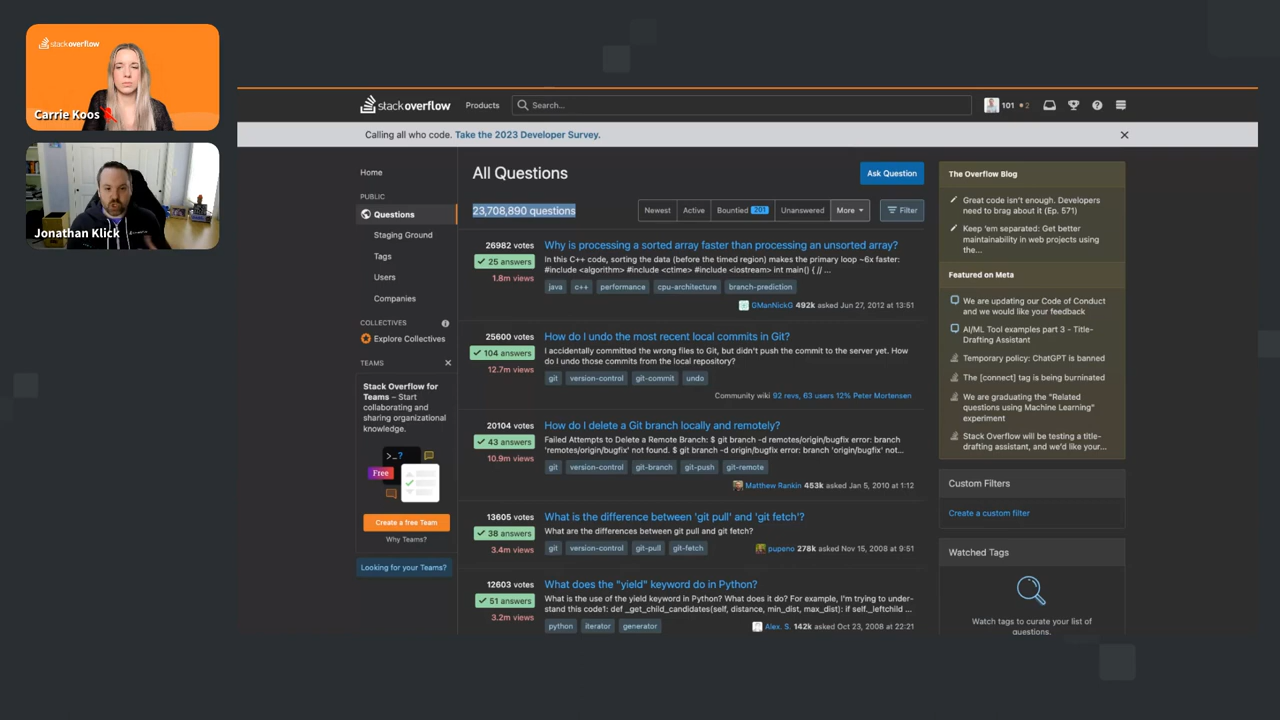 stackoverflow
Carrie Koos
Jonathan Klick
stackoverflow
Products
Search...
101
2
Calling all who code. Take the 2023 Developer Survey.
Home
PUBLIC
Questions
Staging Ground
Tags
Users
Companies
COLLECTIVES
Explore Collectives
TEAMS
Stack Overflow for
Teams – Start
collaborating and
sharing organizational
knowledge.
>_?
Free
Create a free Team
Why Teams?
Looking for your Teams?
All Questions
Ask Question
23,708,890 questions
Newest
Active
Bountied 201
Unanswered
More
Filter
26982 votes
25 answers
1.8m views
Why is processing a sorted array faster than processing an unsorted array?
In this C++ code, sorting the data (before the timed region) makes the primary loop ~6x faster:
#include <algorithm> #include <ctime> #include <iostream> int main() { // ...
java
c++
performance
cpu-architecture
branch-prediction
GManNickG 492k asked Jun 27, 2012 at 13:51
25600 votes
104 answers
12.7m views
How do I undo the most recent local commits in Git?
I accidentally committed the wrong files to Git, but didn't push the commit to the server yet. How
do I undo those commits from the local repository?
git
version-control
git-commit
undo
Community wiki 92 revs, 63 users 12% Peter Mortensen
20104 votes
43 answers
10.9m views
How do I delete a Git branch locally and remotely?
Failed Attempts to Delete a Remote Branch: $ git branch -d remotes/origin/bugfix error: branch
'remotes/origin/bugfix' not found. $ git branch -d origin/bugfix error: branch 'origin/bugfix' not...
git
version-control
git-branch
git-push
git-remote
Matthew Rankin 453k asked Jan 5, 2010 at 1:12
13605 votes
38 answers
3.4m views
What is the difference between 'git pull' and 'git fetch'?
What are the differences between git pull and git fetch?
git
version-control
git-pull
git-fetch
pupeno 278k asked Nov 15, 2008 at 9:51
12603 votes
51 answers
3.2m views
What does the "yield" keyword do in Python?
What is the use of the yield keyword in Python? What does it do? For example, I'm trying to under-
stand this code1: def _get_child_candidates(self, distance, min_dist, max_dist): if self._leftchild ...
python
iterator
generator
Alex. S. 142k asked Oct 23, 2008 at 22:21
The Overflow Blog
Great code isn't enough. Developers
need to brag about it (Ep. 571)
Keep 'em separated: Get better
maintainability in web projects using
the...
Featured on Meta
We are updating our Code of Conduct
and we would like your feedback
AI/ML Tool examples part 3 - Title-
Drafting Assistant
Temporary policy: ChatGPT is banned
The [connect] tag is being burninated
We are graduating the "Related
questions using Machine Learning"
experiment
Stack Overflow will be testing a title-
drafting assistant, and we'd like your...
Custom Filters
Create a custom filter
Watched Tags
Watch tags to curate your list of
questions.